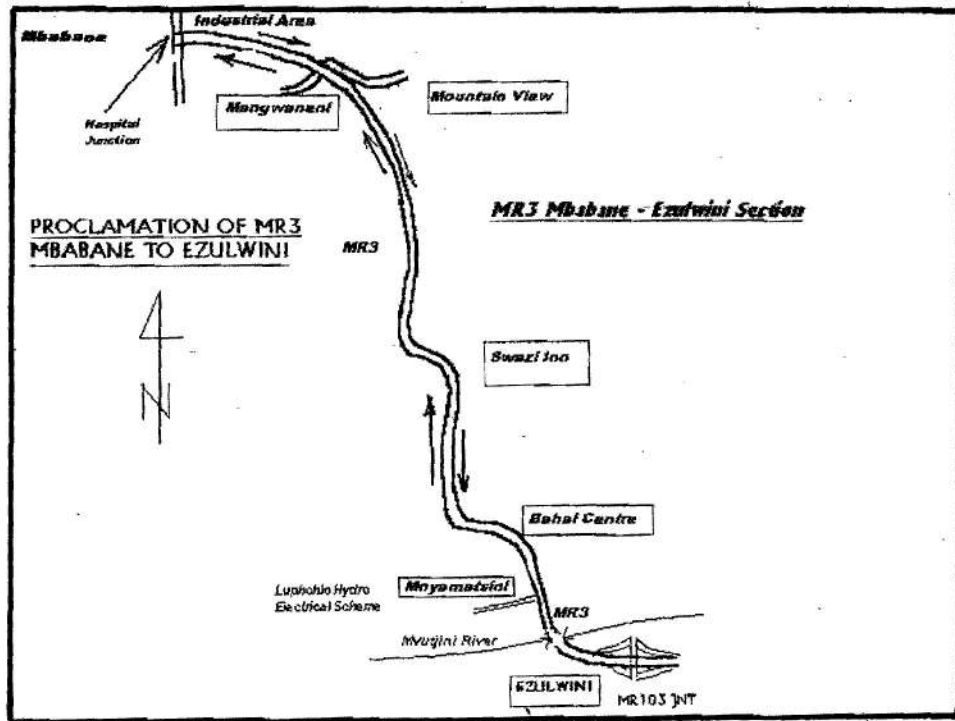 Industrial Area
Mbabane
Mountain View
Mangwaneni
Hospital
Junction
MR3 Mbabane - Ezulwini Section
PROCLAMATION OF MR3
MBABANE TO EZULWINI
MR3
N
Swazi Inn
Bahai Centre
Luphohlo Hydro
Electrical Scheme
MR3
River
EZULWINI
MR103 JNT